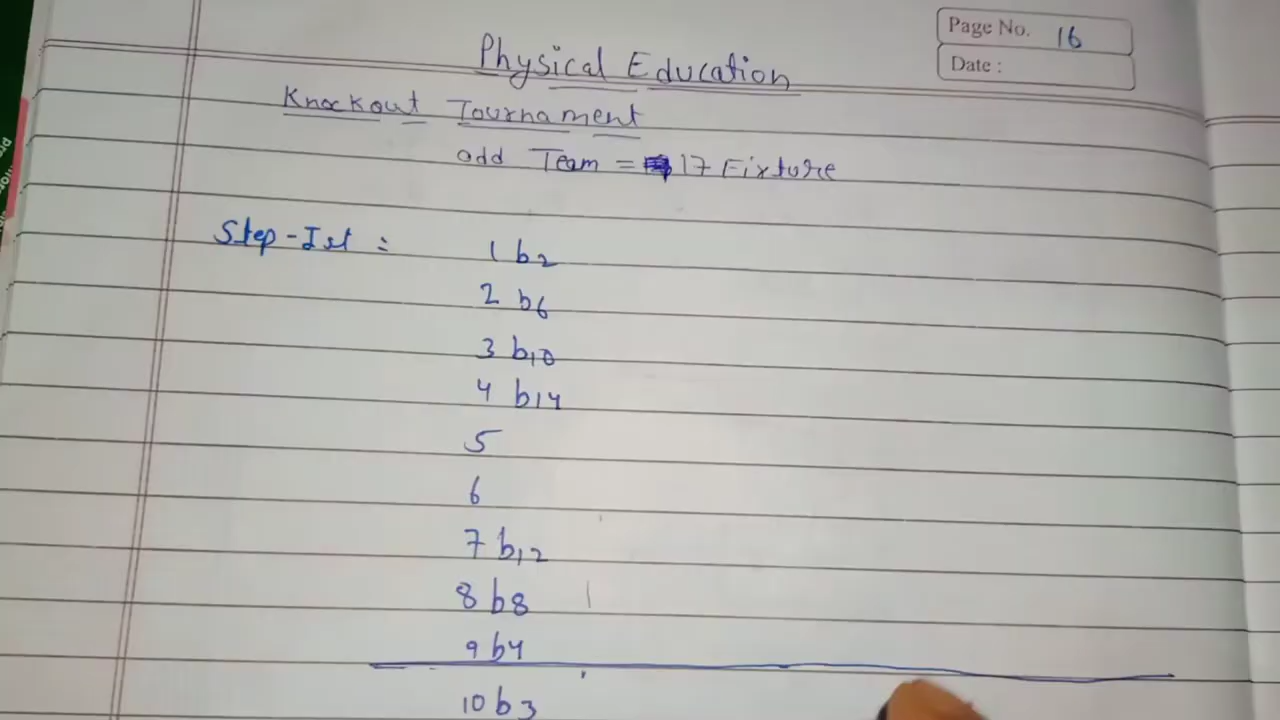 Page No. 16
Date :
Physical Education
Knockout Tournament
odd Team = 17 Fixture
Step-Ist :
1 b2
2 b6
3 b10
4 b14
5
6
7 b12
8 b8
9 b4
10 b3